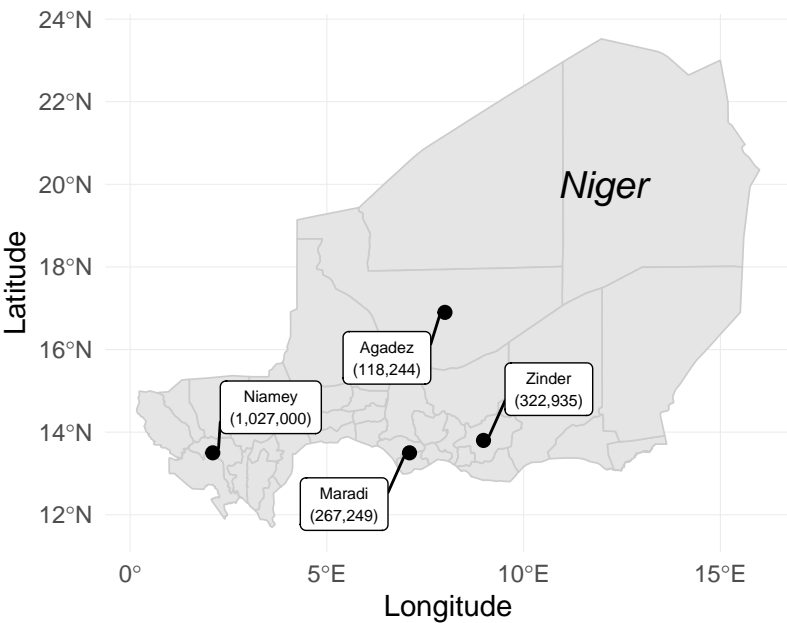 24°N
22°N
20°N
18°N
16°N
14°N
12°N
Latitude
Niger
Agadez
(118,244)
Zinder
(322,935)
Niamey
(1,027,000)
Maradi
(267,249)
0°
5°E
10°E
15°E
Longitude